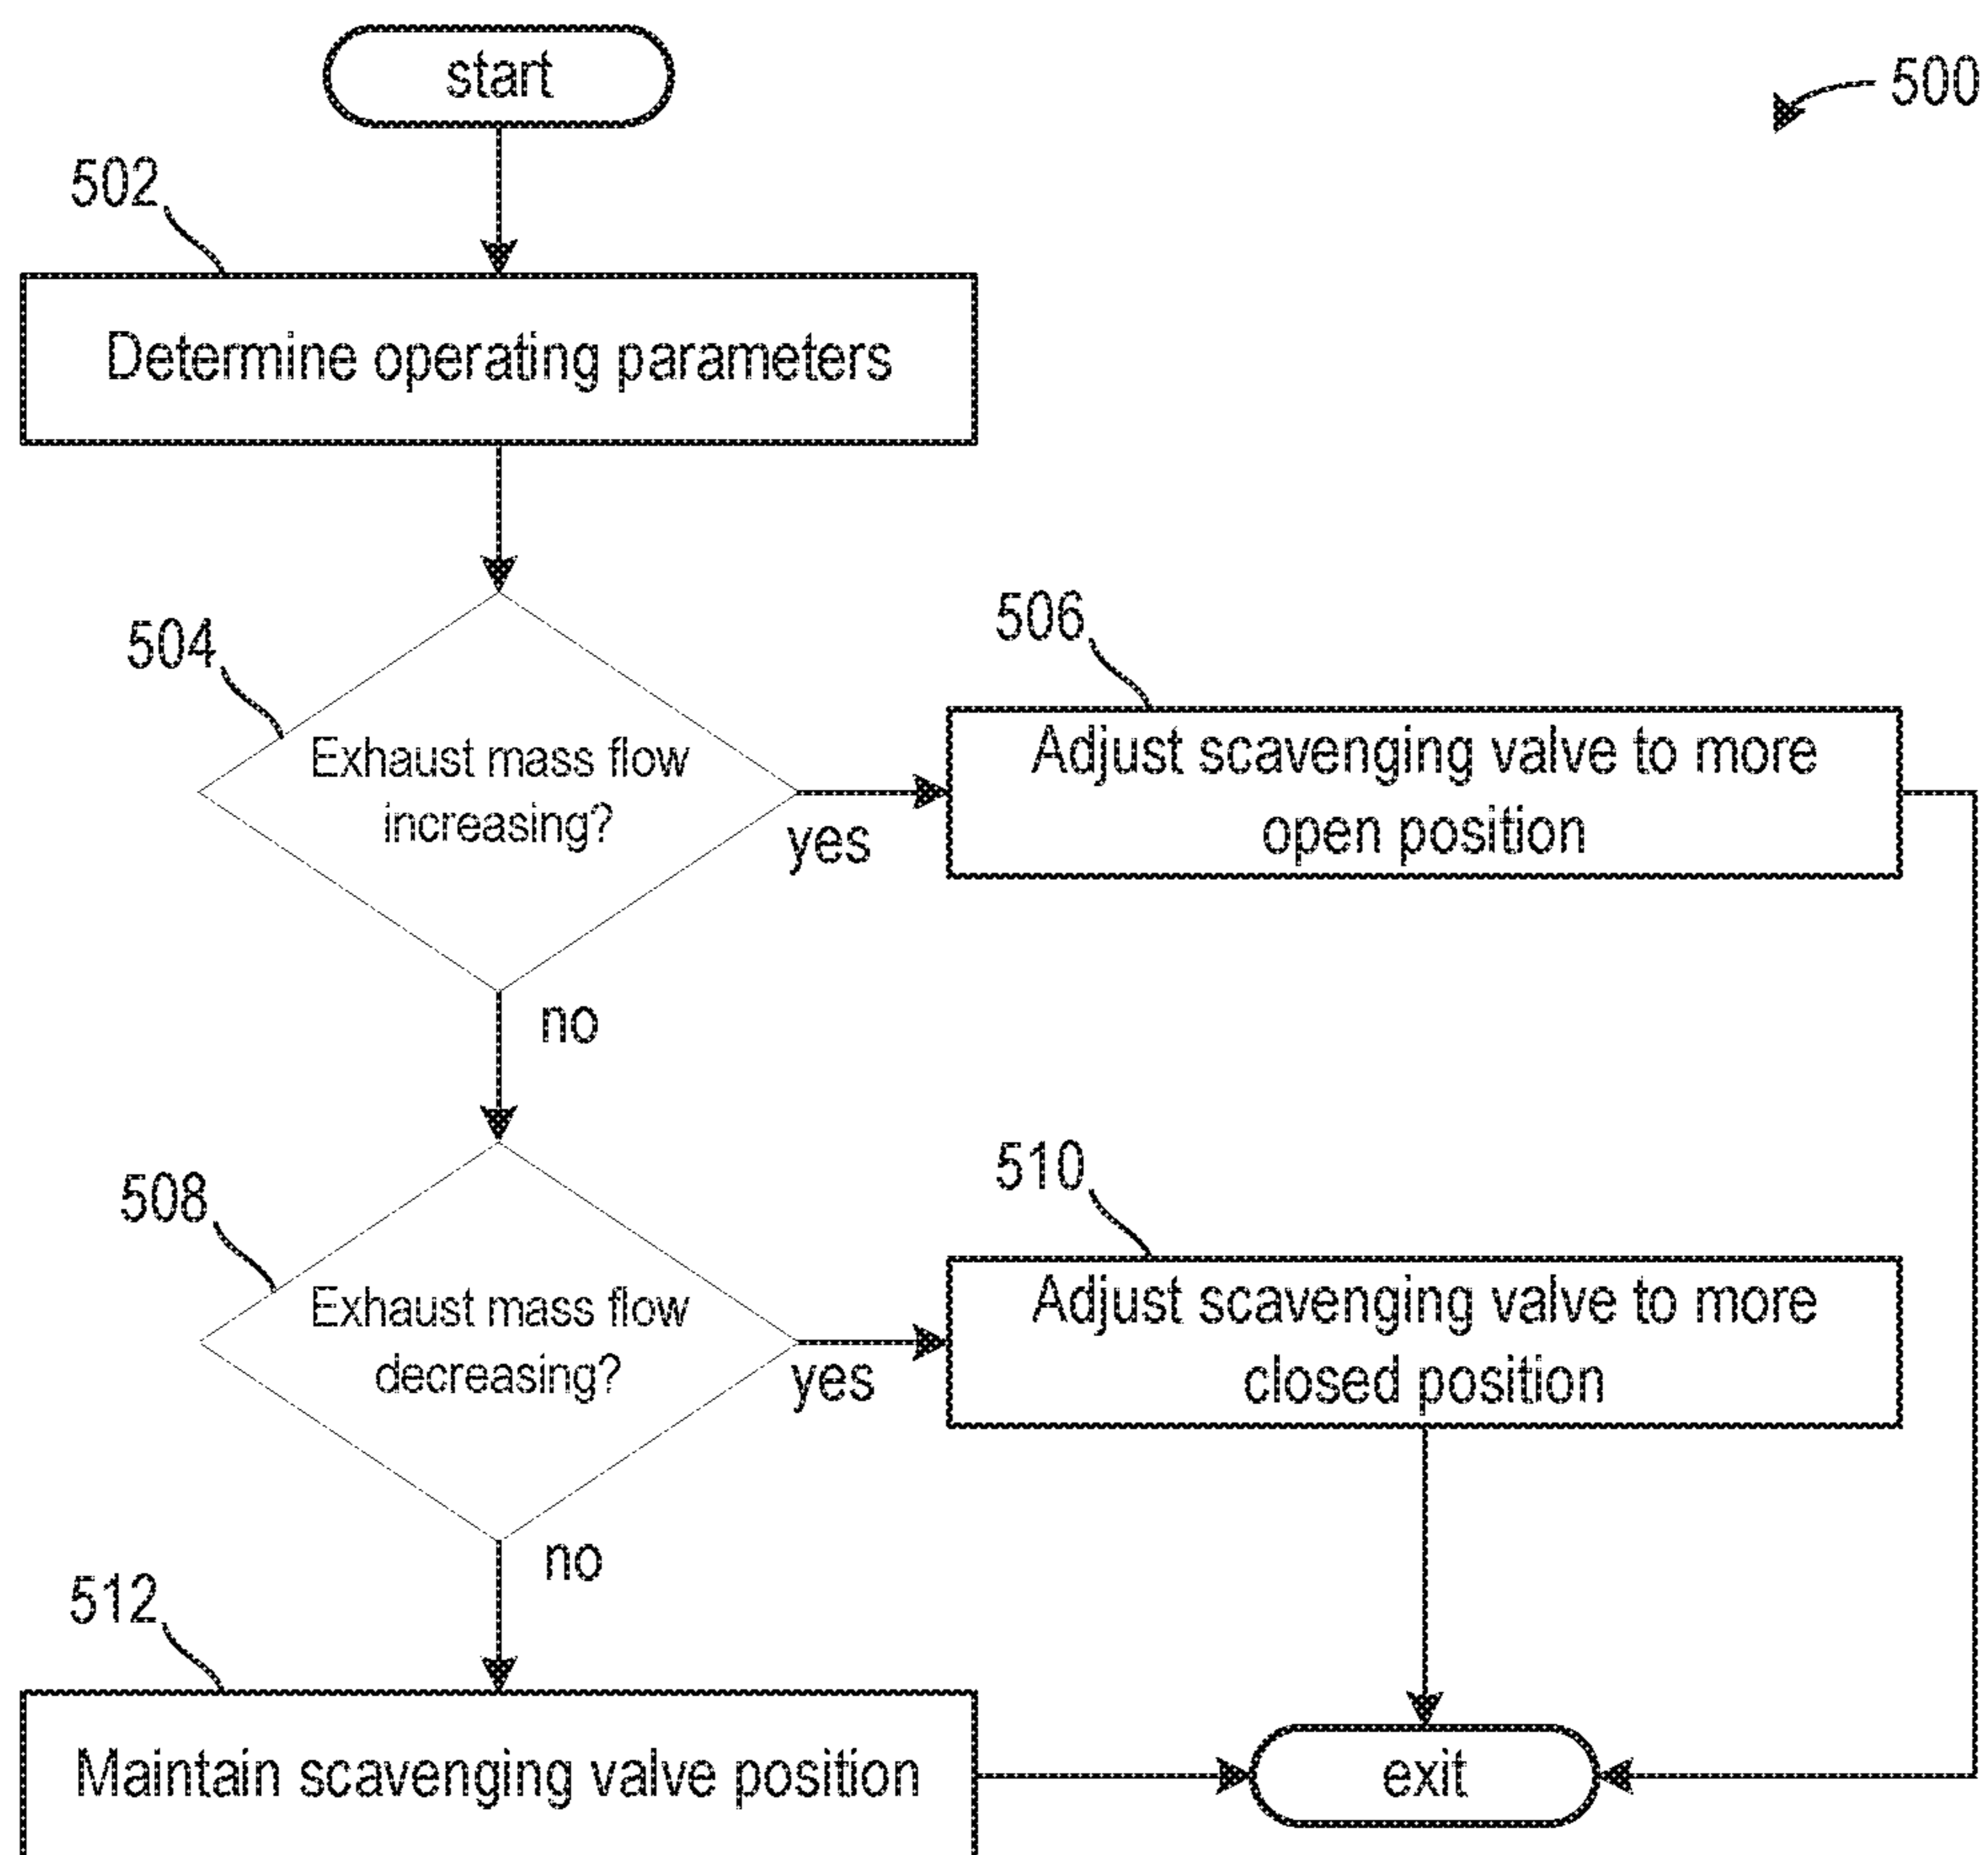 start
500
502
Determine operating parameters
504
Exhaust mass flow
increasing?
yes
506
Adjust scavenging valve to more
open position
no
508
Exhaust mass flow
decreasing?
yes
510
Adjust scavenging valve to more
closed position
no
512
Maintain scavenging valve position
exit